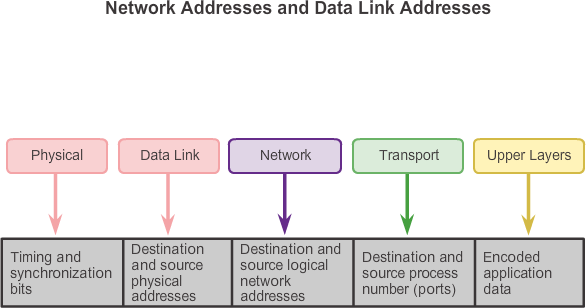 Network Addresses and Data Link Addresses
Physical
Data Link
Network
Transport
Upper Layers
Timing and
synchronization
bits
Destination
and source
physical
addresses
Destination and
source logical
network
addresses
Destination and
source process
number (ports)
Encoded
application
data